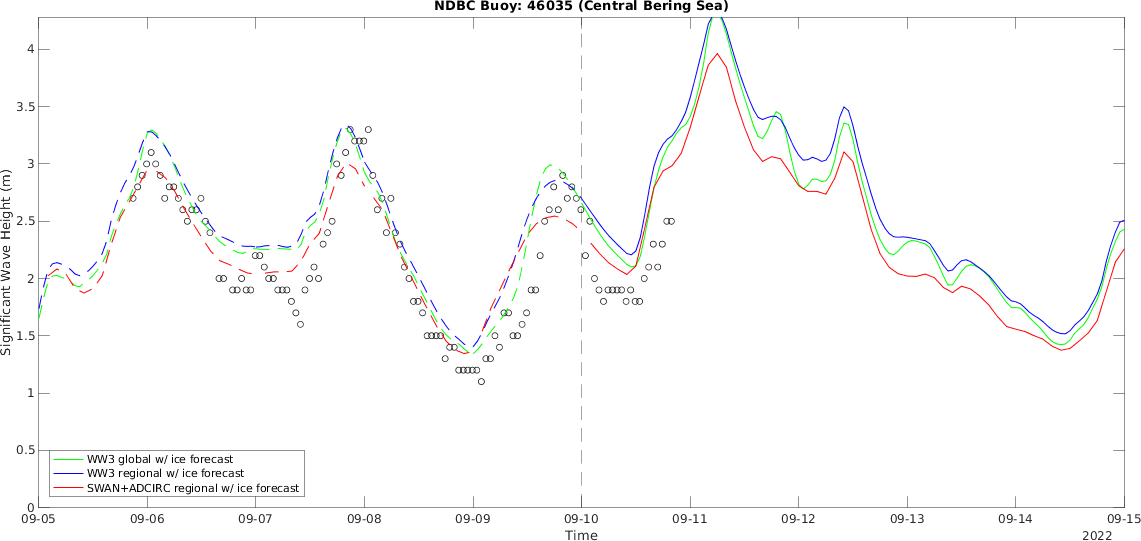 NDBC Buoy: 46035 (Central Bering Sea)
Significant Wave Height (m)
4
3.5
3
2.5
2
1.5
1
0.5
0
WW3 global w/ ice forecast
WW3 regional w/ ice forecast
SWAN+ADCIRC regional w/ ice forecast
09-05 09-06 09-07 09-08 09-09 09-10 09-11 09-12 09-13 09-14 09-15
Time
2022